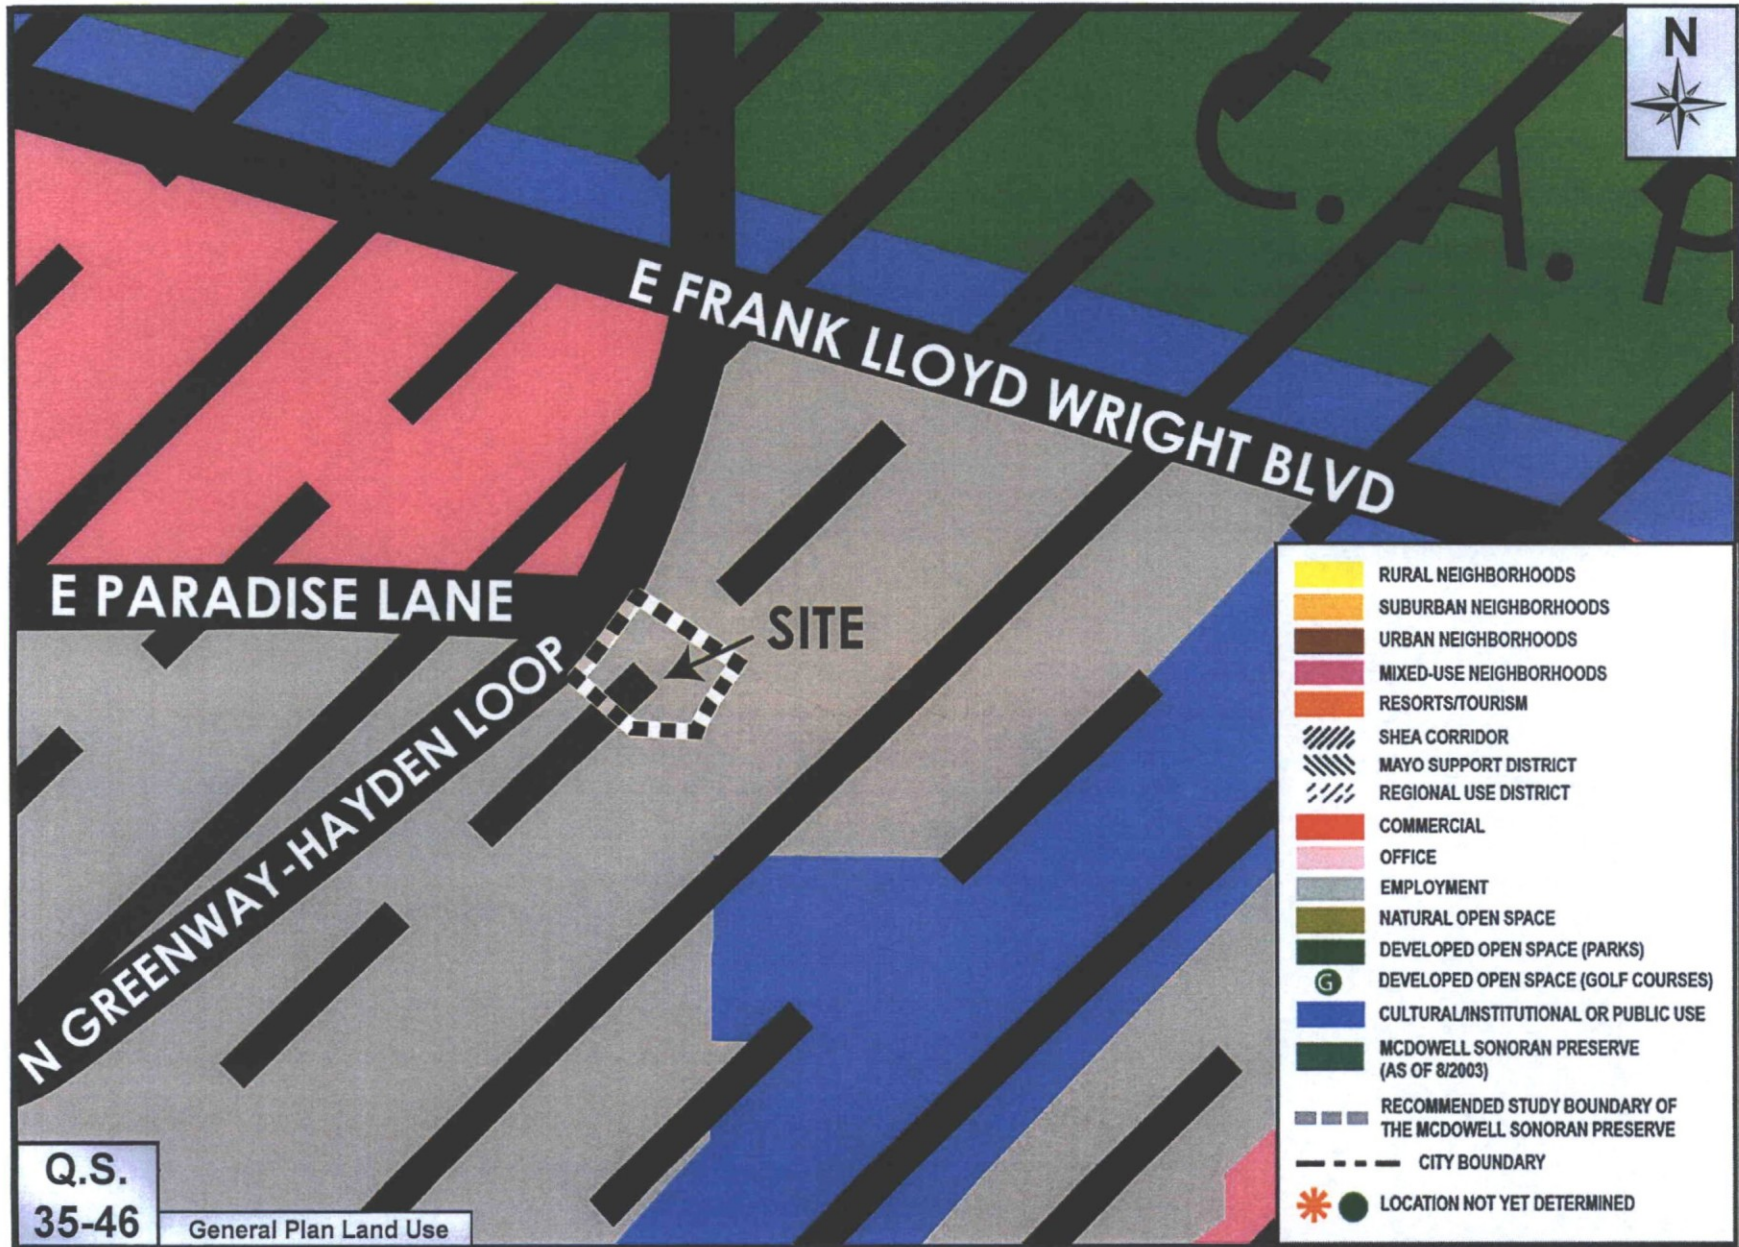 N
C. A. P.
E FRANK LLOYD WRIGHT BLVD
E PARADISE LANE
SITE
N GREENWAY-HAYDEN LOOP
RURAL NEIGHBORHOODS
SUBURBAN NEIGHBORHOODS
URBAN NEIGHBORHOODS
MIXED-USE NEIGHBORHOODS
RESORTS/TOURISM
SHEA CORRIDOR
MAYO SUPPORT DISTRICT
REGIONAL USE DISTRICT
COMMERCIAL
OFFICE
EMPLOYMENT
NATURAL OPEN SPACE
DEVELOPED OPEN SPACE (PARKS)
G DEVELOPED OPEN SPACE (GOLF COURSES)
CULTURAL/INSTITUTIONAL OR PUBLIC USE
MCDOWELL SONORAN PRESERVE
(AS OF 8/2003)
RECOMMENDED STUDY BOUNDARY OF
THE MCDOWELL SONORAN PRESERVE
CITY BOUNDARY
LOCATION NOT YET DETERMINED
Q.S.
35-46
General Plan Land Use